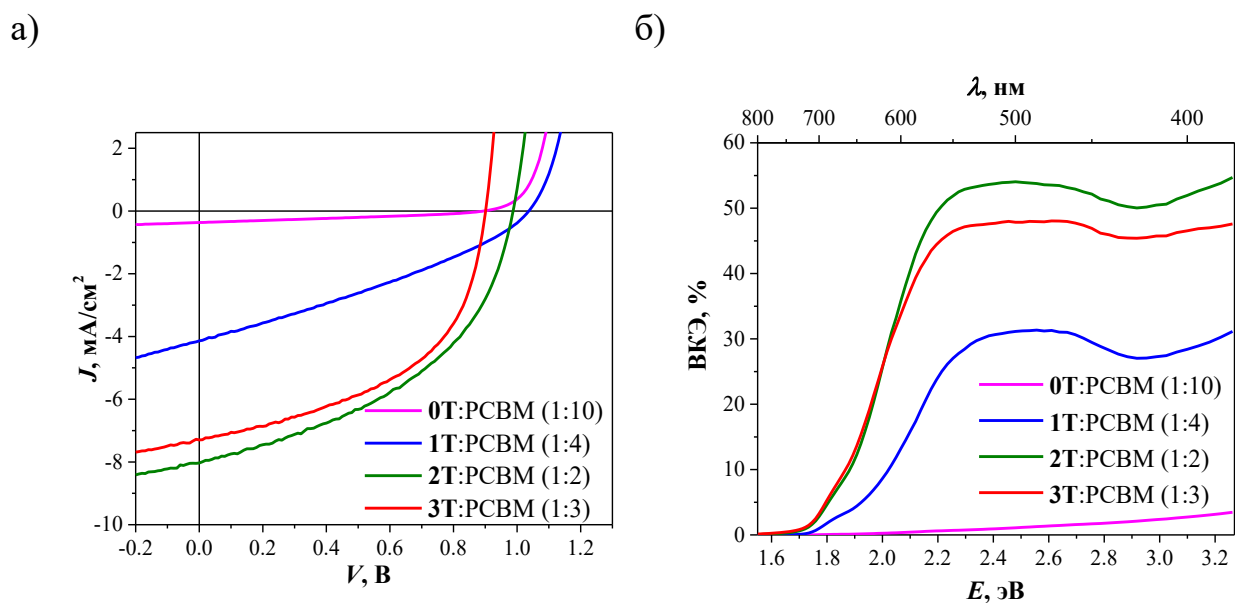 а)
2
0
-2
-4
-6
-8
-10
J, мА/см²
-0.2 0.0 0.2 0.4 0.6 0.8 1.0 1.2
V, В
0T:PCBM (1:10)
1T:PCBM (1:4)
2T:PCBM (1:2)
3T:PCBM (1:3)
б)
λ, нм
800 700 600 500 400
60
50
40
30
20
10
0
ВКЭ, %
1.6 1.8 2.0 2.2 2.4 2.6 2.8 3.0 3.2
E, эВ
0T:PCBM (1:10)
1T:PCBM (1:4)
2T:PCBM (1:2)
3T:PCBM (1:3)